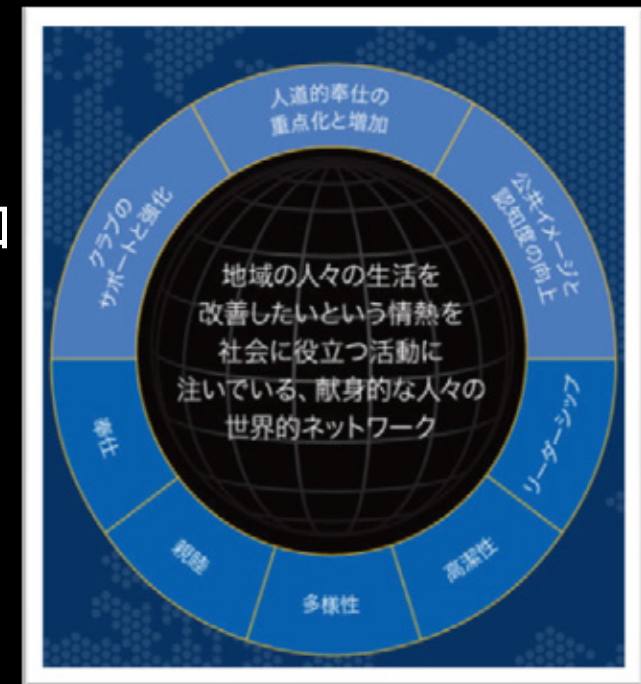 人道的奉仕の
重点化と増加
公共イメージと
認知度の向上
クラブの
サポートと強化
地域の人々の生活を
改善したいという情熱を
社会に役立つ活動に
注いでいる、献身的な人々の
世界的ネットワーク
リーダーシップ
高潔性
多様性
親睦
奉仕